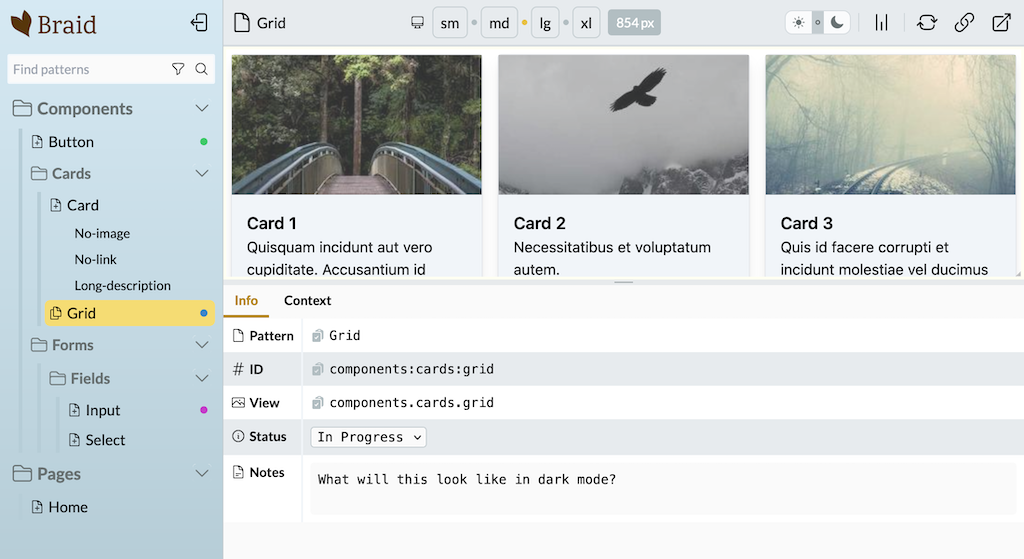 Braid
Find patterns
Components
Button
Cards
Card
No-image
No-link
Long-description
Grid
Forms
Fields
Input
Select
Pages
Home
Grid
sm
md
lg
xl
854 px
Card 1
Quisquam incidunt aut vero
cupiditate. Accusantium id
Card 2
Necessitatibus et voluptatum
autem.
Card 3
Quis id facere corrupti et
incidunt molestiae vel ducimus
Info Context
Pattern Grid
# ID components:cards:grid
View components.cards.grid
Status In Progress
Notes What will this look like in dark mode?